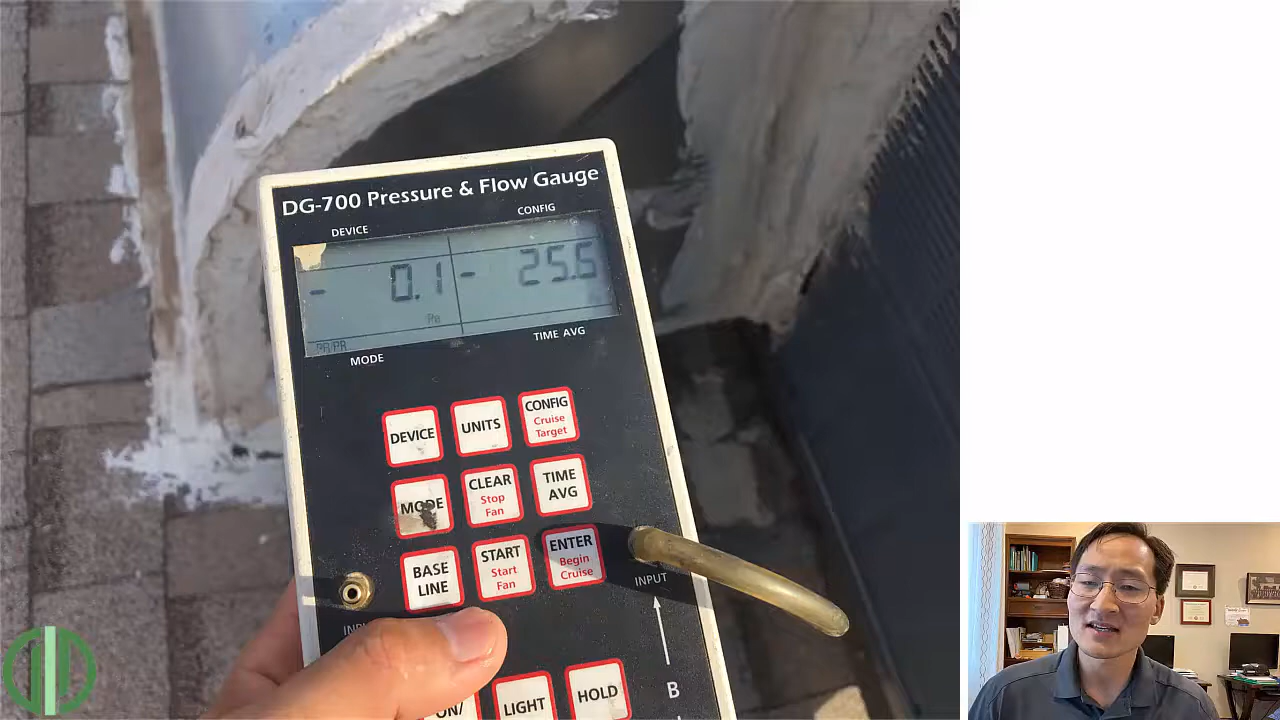 DG-700 Pressure & Flow Gauge
DEVICE
CONFIG
- 0.1
- 25.6
Pa
PR/PR
MODE
TIME AVG
DEVICE
UNITS
CONFIG
Cruise
Target
MODE
CLEAR
Stop
Fan
TIME
AVG
BASE
LINE
START
Start
Fan
ENTER
Begin
Cruise
INPUT
B
ON/
LIGHT
HOLD